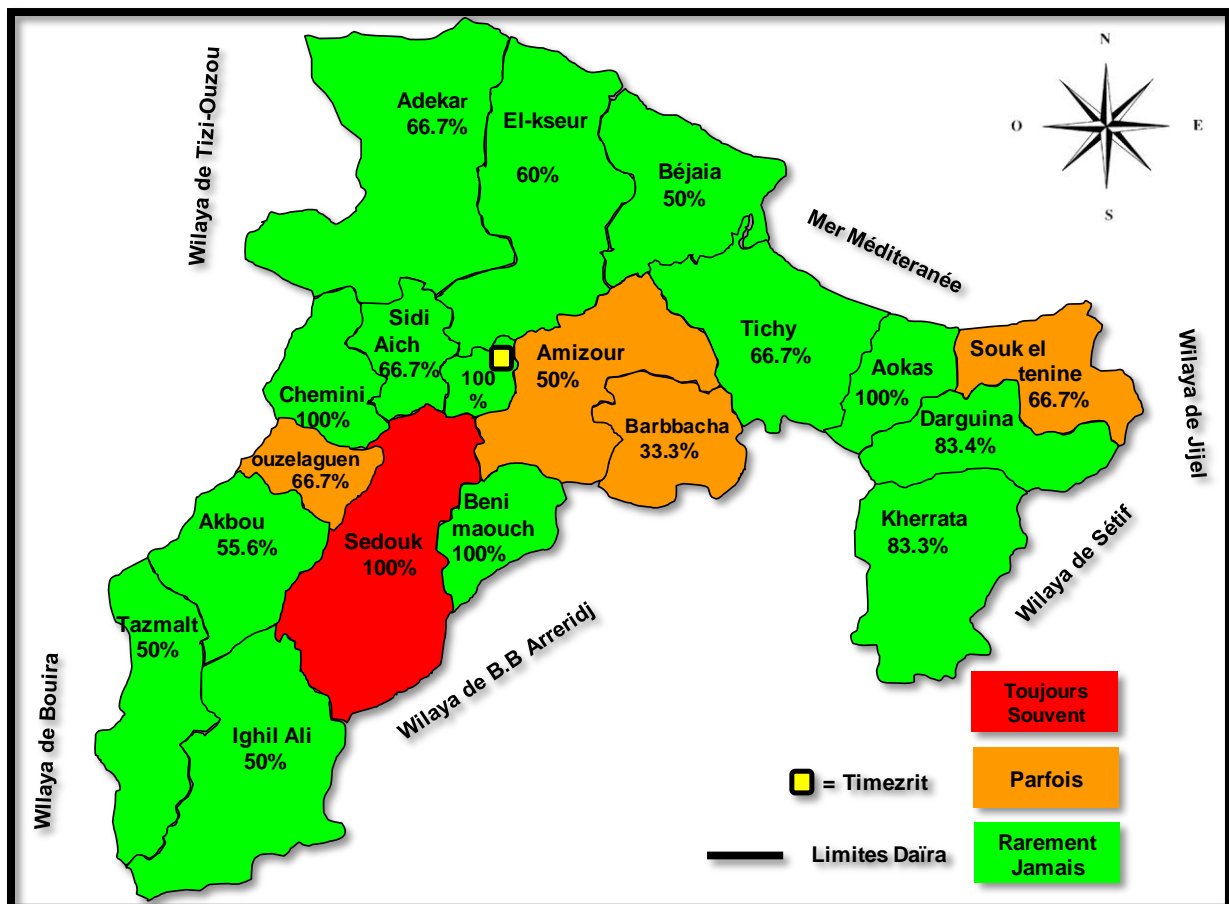 N
O
E
S
Wilaya de Tizi-Ouzou
Adekar
66.7%
El-kseur
60%
Béjaia
50%
Mer Méditeranée
Sidi
Aich
66.7%
Chemini
100%
100
%
Amizour
50%
Barbbacha
33.3%
Tichy
66.7%
Aokas
100%
Souk el
tenine
66.7%
Darguina
83.4%
Wilaya de Jijel
ouzelaguen
66.7%
Akbou
55.6%
Sedouk
100%
Beni
maouch
100%
Kherrata
83.3%
Wilaya de Sétif
Tazmalt
50%
Ighil Ali
50%
WIlaya de Bouira
Wilaya de B.B Arreridj
Toujours
Souvent
= Timezrit
Parfois
Limites Daïra
Rarement
Jamais